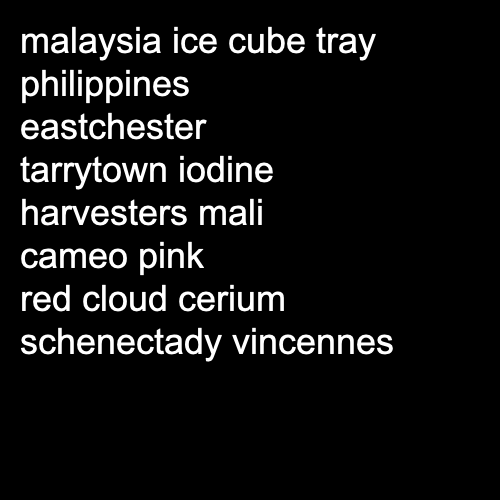 malaysia ice cube tray
philippines
eastchester
tarrytown iodine
harvesters mali
cameo pink
red cloud cerium
schenectady vincennes